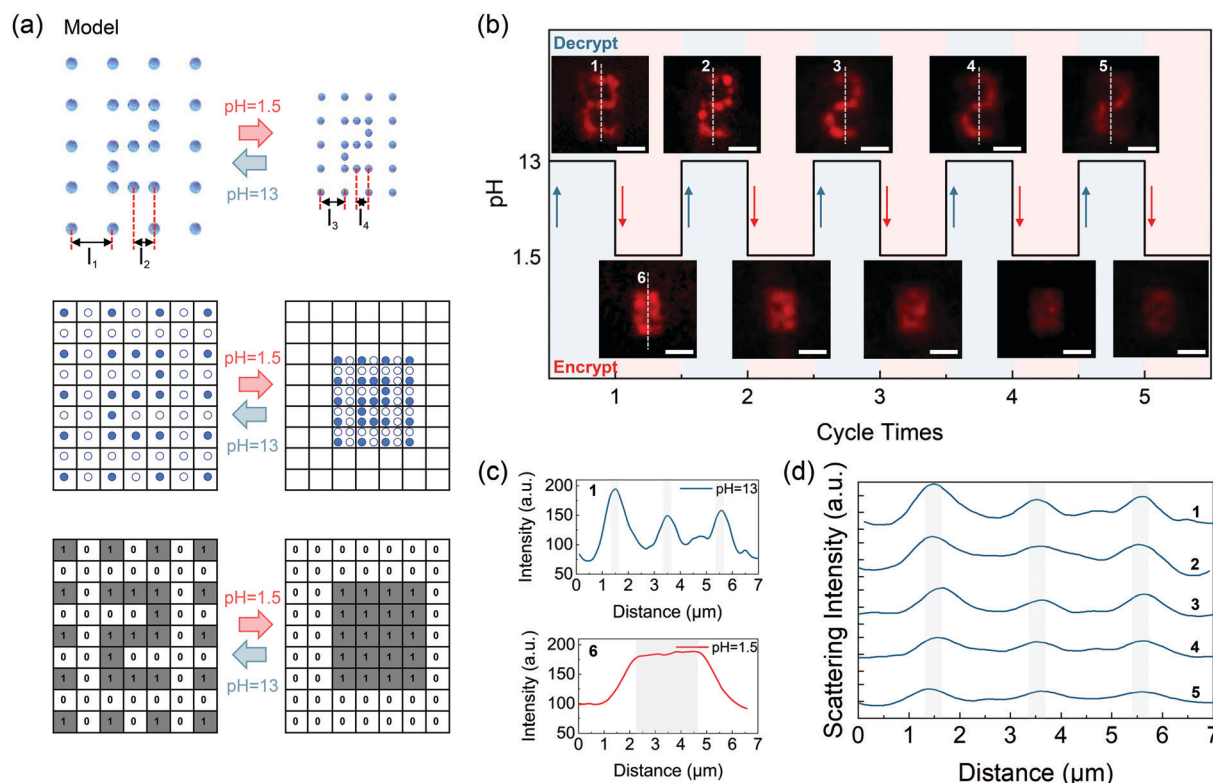 (a) Model
pH=1.5
pH=13
l1
l2
l3
l4
pH=1.5
pH=13
1 0 1 0 1 0 1
0 0 0 0 0 0 0
1 0 1 1 1 0 1
0 0 0 0 1 0 0
1 0 1 1 1 0 1
0 0 1 0 0 0 0
1 0 1 1 1 0 1
0 0 0 0 0 0 0
1 0 1 0 1 0 1
pH=1.5
pH=13
0 0 0 0 0 0 0
0 0 0 0 0 0 0
0 0 1 1 1 1 0
0 0 1 1 1 1 0
0 0 1 1 1 1 0
0 0 1 1 1 1 0
0 0 1 1 1 1 0
0 0 0 0 0 0 0
0 0 0 0 0 0 0
(b)
Decrypt
1 2 3 4 5
13
pH
1.5
6
Encrypt
1 2 3 4 5
Cycle Times
(c)
1
pH=13
200
150
100
50
Intensity (a.u.)
0 1 2 3 4 5 6 7
Distance (µm)
6
pH=1.5
200
150
100
50
Intensity (a.u.)
0 1 2 3 4 5 6 7
Distance (µm)
(d)
Scattering Intensity (a.u.)
1
2
3
4
5
0 1 2 3 4 5 6 7
Distance (µm)